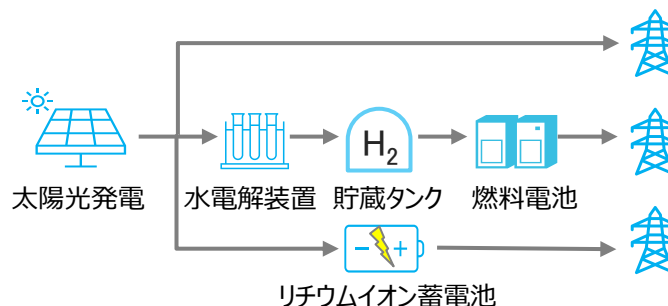 H2
太陽光発電
水電解装置
貯蔵タンク
燃料電池
- +
リチウムイオン蓄電池